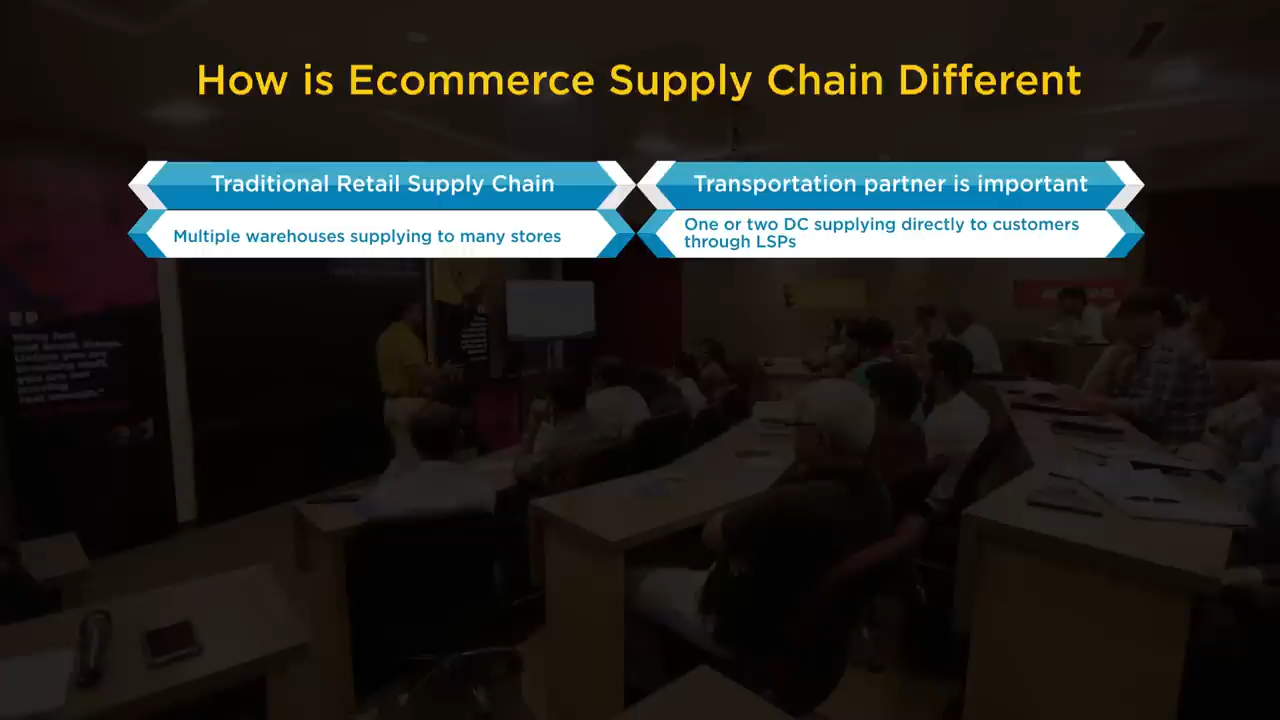 How is Ecommerce Supply Chain Different
Traditional Retail Supply Chain
Transportation partner is important
Multiple warehouses supplying to many stores
One or two DC supplying directly to customers
through LSPs